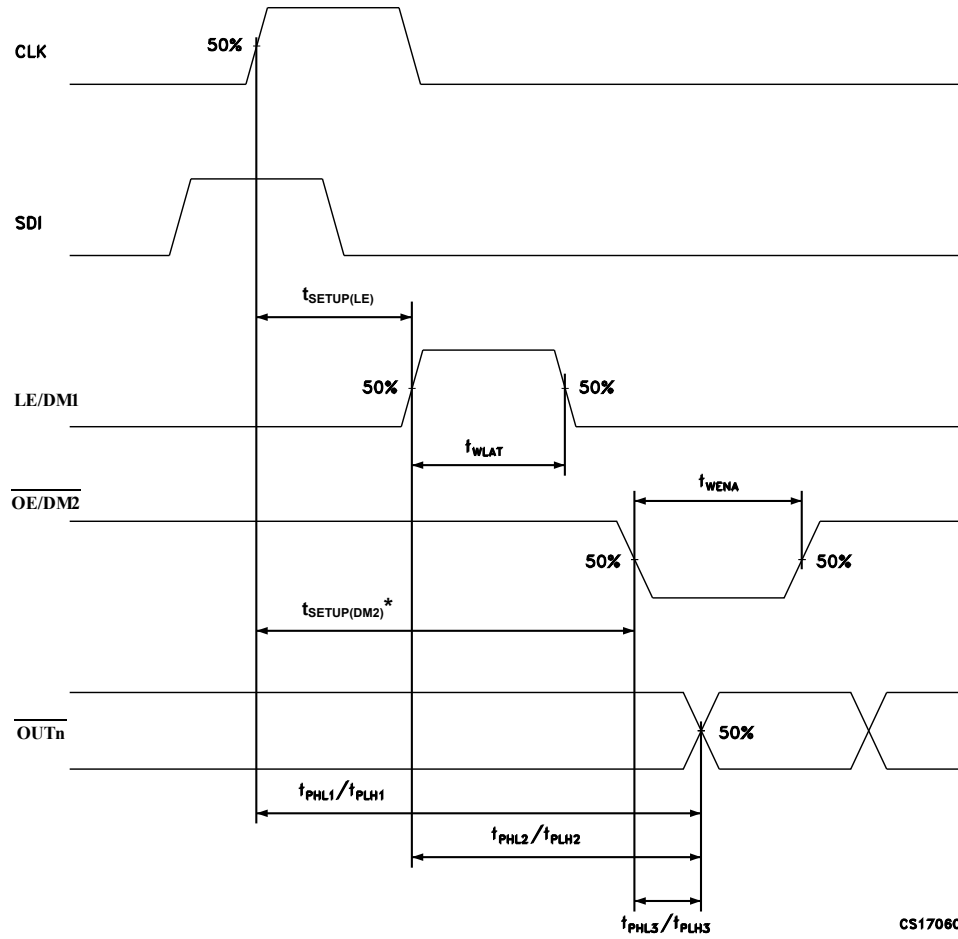 CLK
50%
SDI
tSETUP(LE)
LE/DM1
50%
50%
tWLAT
OE/DM2
tWENA
50%
50%
tSETUP(DM2)*
OUTn
50%
tPHL1/tPLH1
tPHL2/tPLH2
tPHL3/tPLH3
CS17060